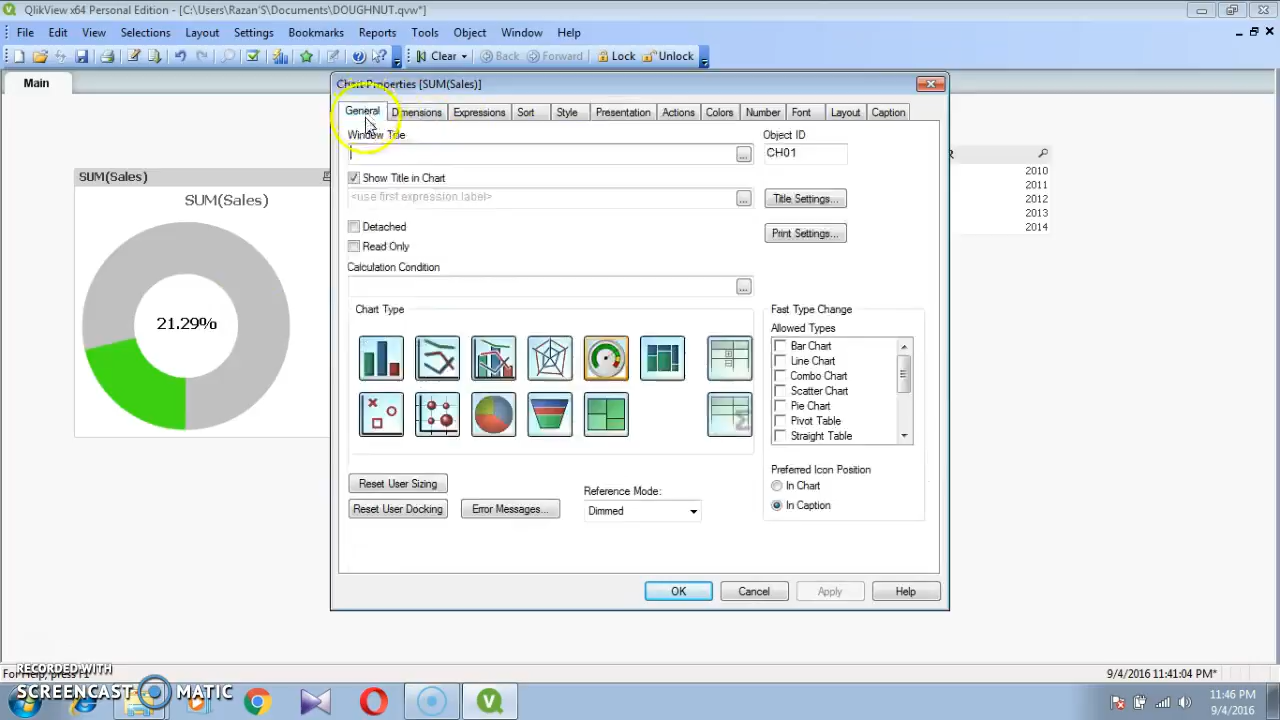 QlikView x64 Personal Edition - [C:\Users\Razan'S\Documents\DOUGHNUT.qvw*]
File Edit View Selections Layout Settings Bookmarks Reports Tools Object Window Help
Clear Back Forward Lock Unlock
Main
Chart Properties [SUM(Sales)]
General Dimensions Expressions Sort Style Presentation Actions Colors Number Font Layout Caption
Window Title
Object ID
CH01
Show Title in Chart
<use first expression label>
Title Settings...
Detached
Print Settings...
Read Only
Calculation Condition
...
Chart Type
Fast Type Change
Allowed Types
Bar Chart
Line Chart
Combo Chart
Scatter Chart
Pie Chart
Pivot Table
Straight Table
Preferred Icon Position
In Chart
In Caption
Reset User Sizing
Reset User Docking
Error Messages...
Reference Mode:
Dimmed
OK Cancel Apply Help
SUM(Sales)
SUM(Sales)
21.29%
2010
2011
2012
2013
2014
For Help, press F1
9/4/2016 11:41:04 PM*
RECORDED WITH
SCREENCAST MATIC
11:46 PM
9/4/2016